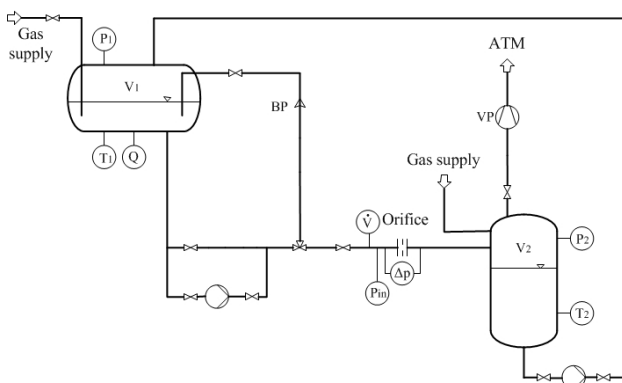 Gas
supply
P1
V1
T1
Q
BP
ATM
VP
Gas supply
V̇
Orifice
Δp
Pin
V2
P2
T2